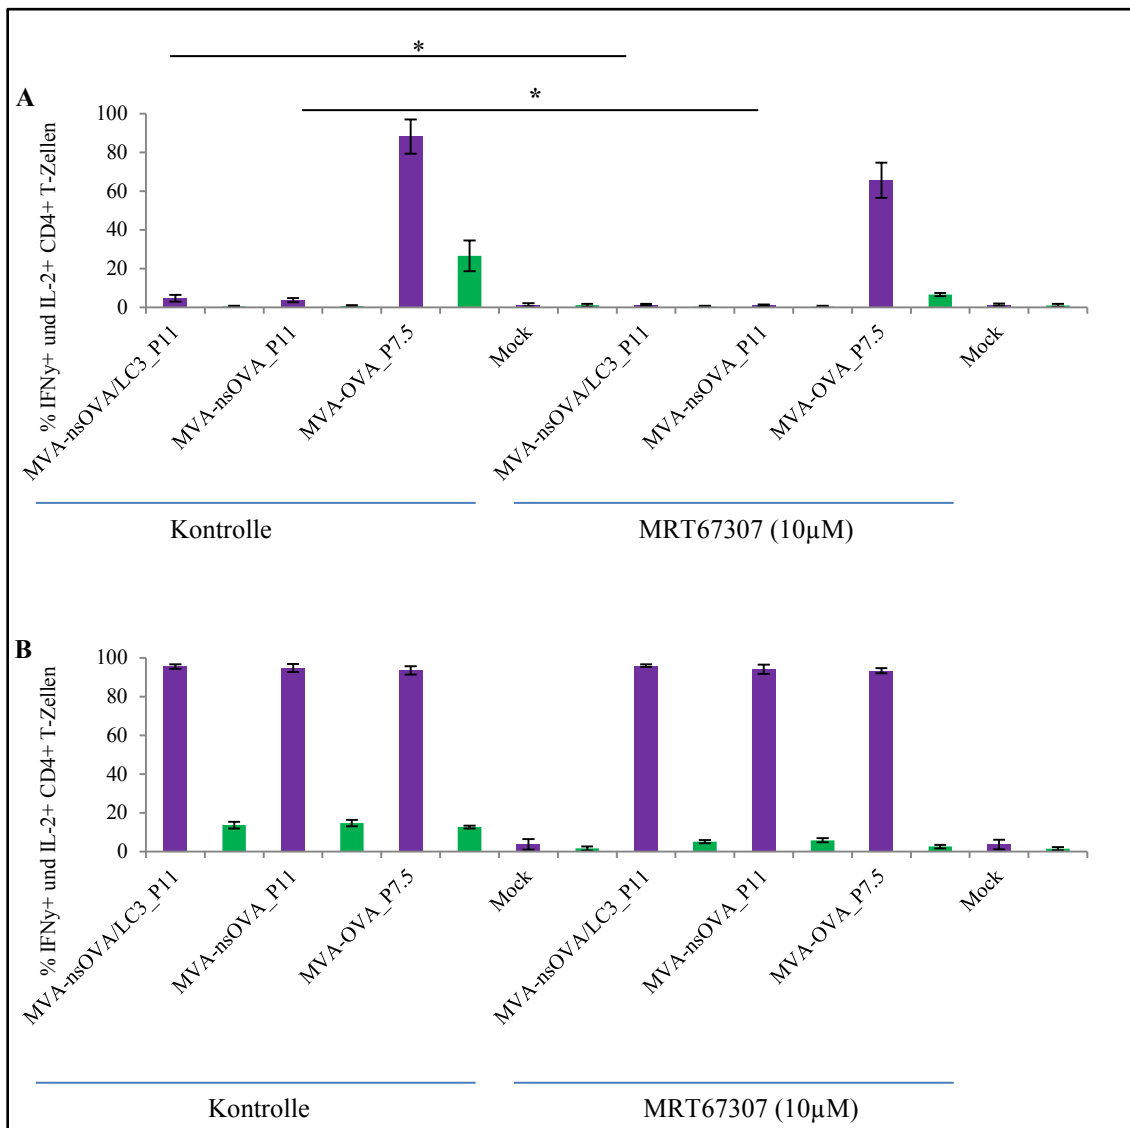 *
*
A
% IFNy+ und IL-2+ CD4+ T-Zellen
100
80
60
40
20
0
MVA-nsOVA/LC3_P11
MVA-nsOVA_P11
MVA-OVA_P7.5
Mock
MVA-nsOVA/LC3_P11
MVA-nsOVA_P11
MVA-OVA_P7.5
Mock
Kontrolle
MRT67307 (10µM)
B
% IFNy+ und IL-2+ CD4+ T-Zellen
100
80
60
40
20
0
MVA-nsOVA/LC3_P11
MVA-nsOVA_P11
MVA-OVA_P7.5
Mock
MVA-nsOVA/LC3_P11
MVA-nsOVA_P11
MVA-OVA_P7.5
Mock
Kontrolle
MRT67307 (10µM)